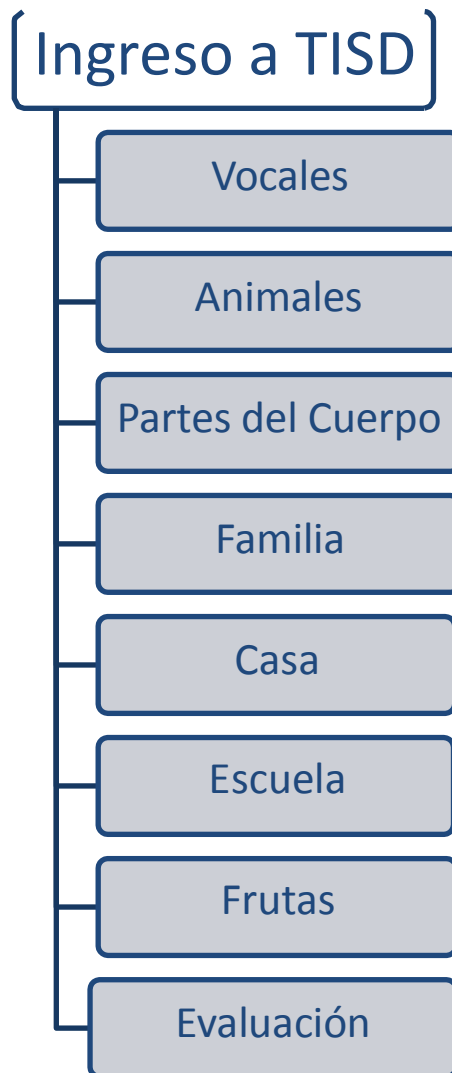 Ingreso a TISD
Vocales
Animales
Partes del Cuerpo
Familia
Casa
Escuela
Frutas
Evaluación